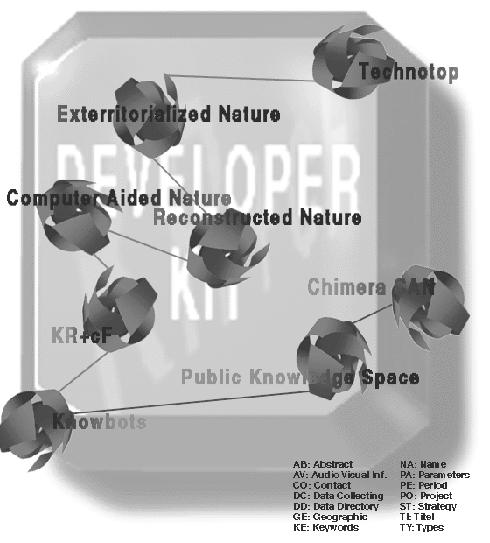 Technotop
Exterritorialized Nature
DEVELOPER
Computer Aided Nature
Reconstructed Nature
KIT
Chimera CAN
KR+cF
Public Knowledge Space
Knowbots
AB: Abstract
AV: Audio Visual Inf.
CO: Contact
DC: Data Collecting
DD: Data Directory
GE: Geographic
KE: Keywords
NA: Name
PA: Parameters
PE: Period
PO: Project
ST: Strategy
TI: Titel
TY: Types